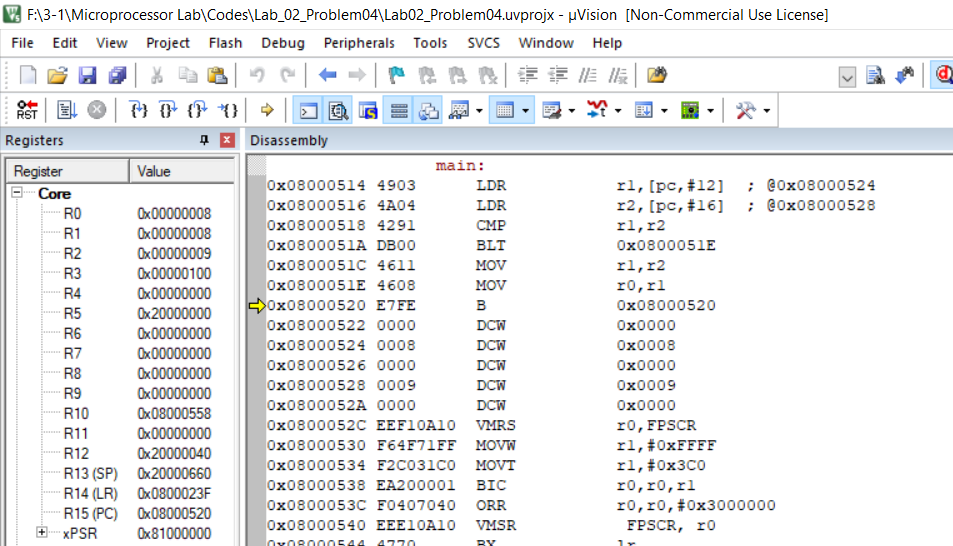 F:\3-1\Microprocessor Lab\Codes\Lab_02_Problem04\Lab02_Problem04.uvprojx - µVision [Non-Commercial Use License]
File Edit View Project Flash Debug Peripherals Tools SVCS Window Help
RST
Registers
Register Value
Core
R0 0x00000008
R1 0x00000008
R2 0x00000009
R3 0x00000100
R4 0x00000000
R5 0x20000000
R6 0x00000000
R7 0x00000000
R8 0x00000000
R9 0x00000000
R10 0x08000558
R11 0x00000000
R12 0x20000040
R13 (SP) 0x20000660
R14 (LR) 0x0800023F
R15 (PC) 0x08000520
xPSR 0x81000000
Disassembly
main:
0x08000514 4903 LDR r1,[pc,#12] ; @0x08000524
0x08000516 4A04 LDR r2,[pc,#16] ; @0x08000528
0x08000518 4291 CMP r1,r2
0x0800051A DB00 BLT 0x0800051E
0x0800051C 4611 MOV r1,r2
0x0800051E 4608 MOV r0,r1
0x08000520 E7FE B 0x08000520
0x08000522 0000 DCW 0x0000
0x08000524 0008 DCW 0x0008
0x08000526 0000 DCW 0x0000
0x08000528 0009 DCW 0x0009
0x0800052A 0000 DCW 0x0000
0x0800052C EEF10A10 VMRS r0,FPSCR
0x08000530 F64F71FF MOVW r1,#0xFFFF
0x08000534 F2C031C0 MOVT r1,#0x3C0
0x08000538 EA200001 BIC r0,r0,r1
0x0800053C F0407040 ORR r0,r0,#0x3000000
0x08000540 EEE10A10 VMSR FPSCR, r0
0x08000544 4770 BX lr